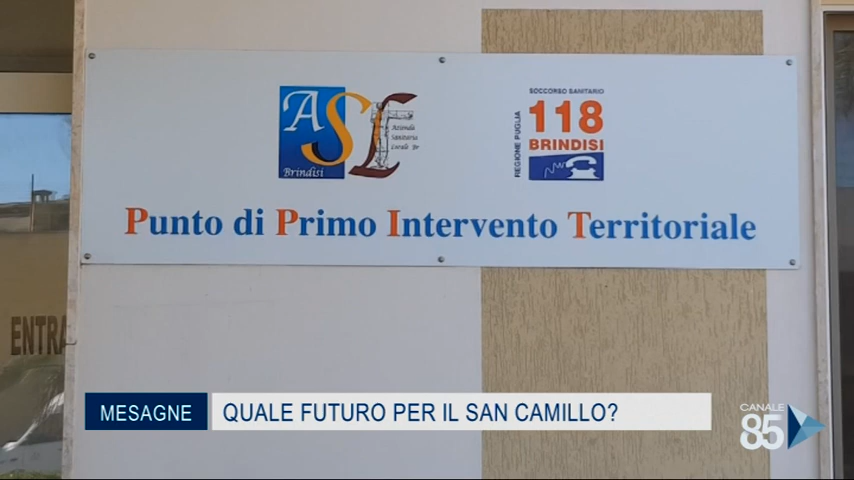 ASL
Azienda
Sanitaria
Locale Br
Brindisi
SOCCORSO SANITARIO
REGIONE PUGLIA
118
BRINDISI
Punto di Primo Intervento Territoriale
ENTRA
MESAGNE
QUALE FUTURO PER IL SAN CAMILLO?
CANALE
85